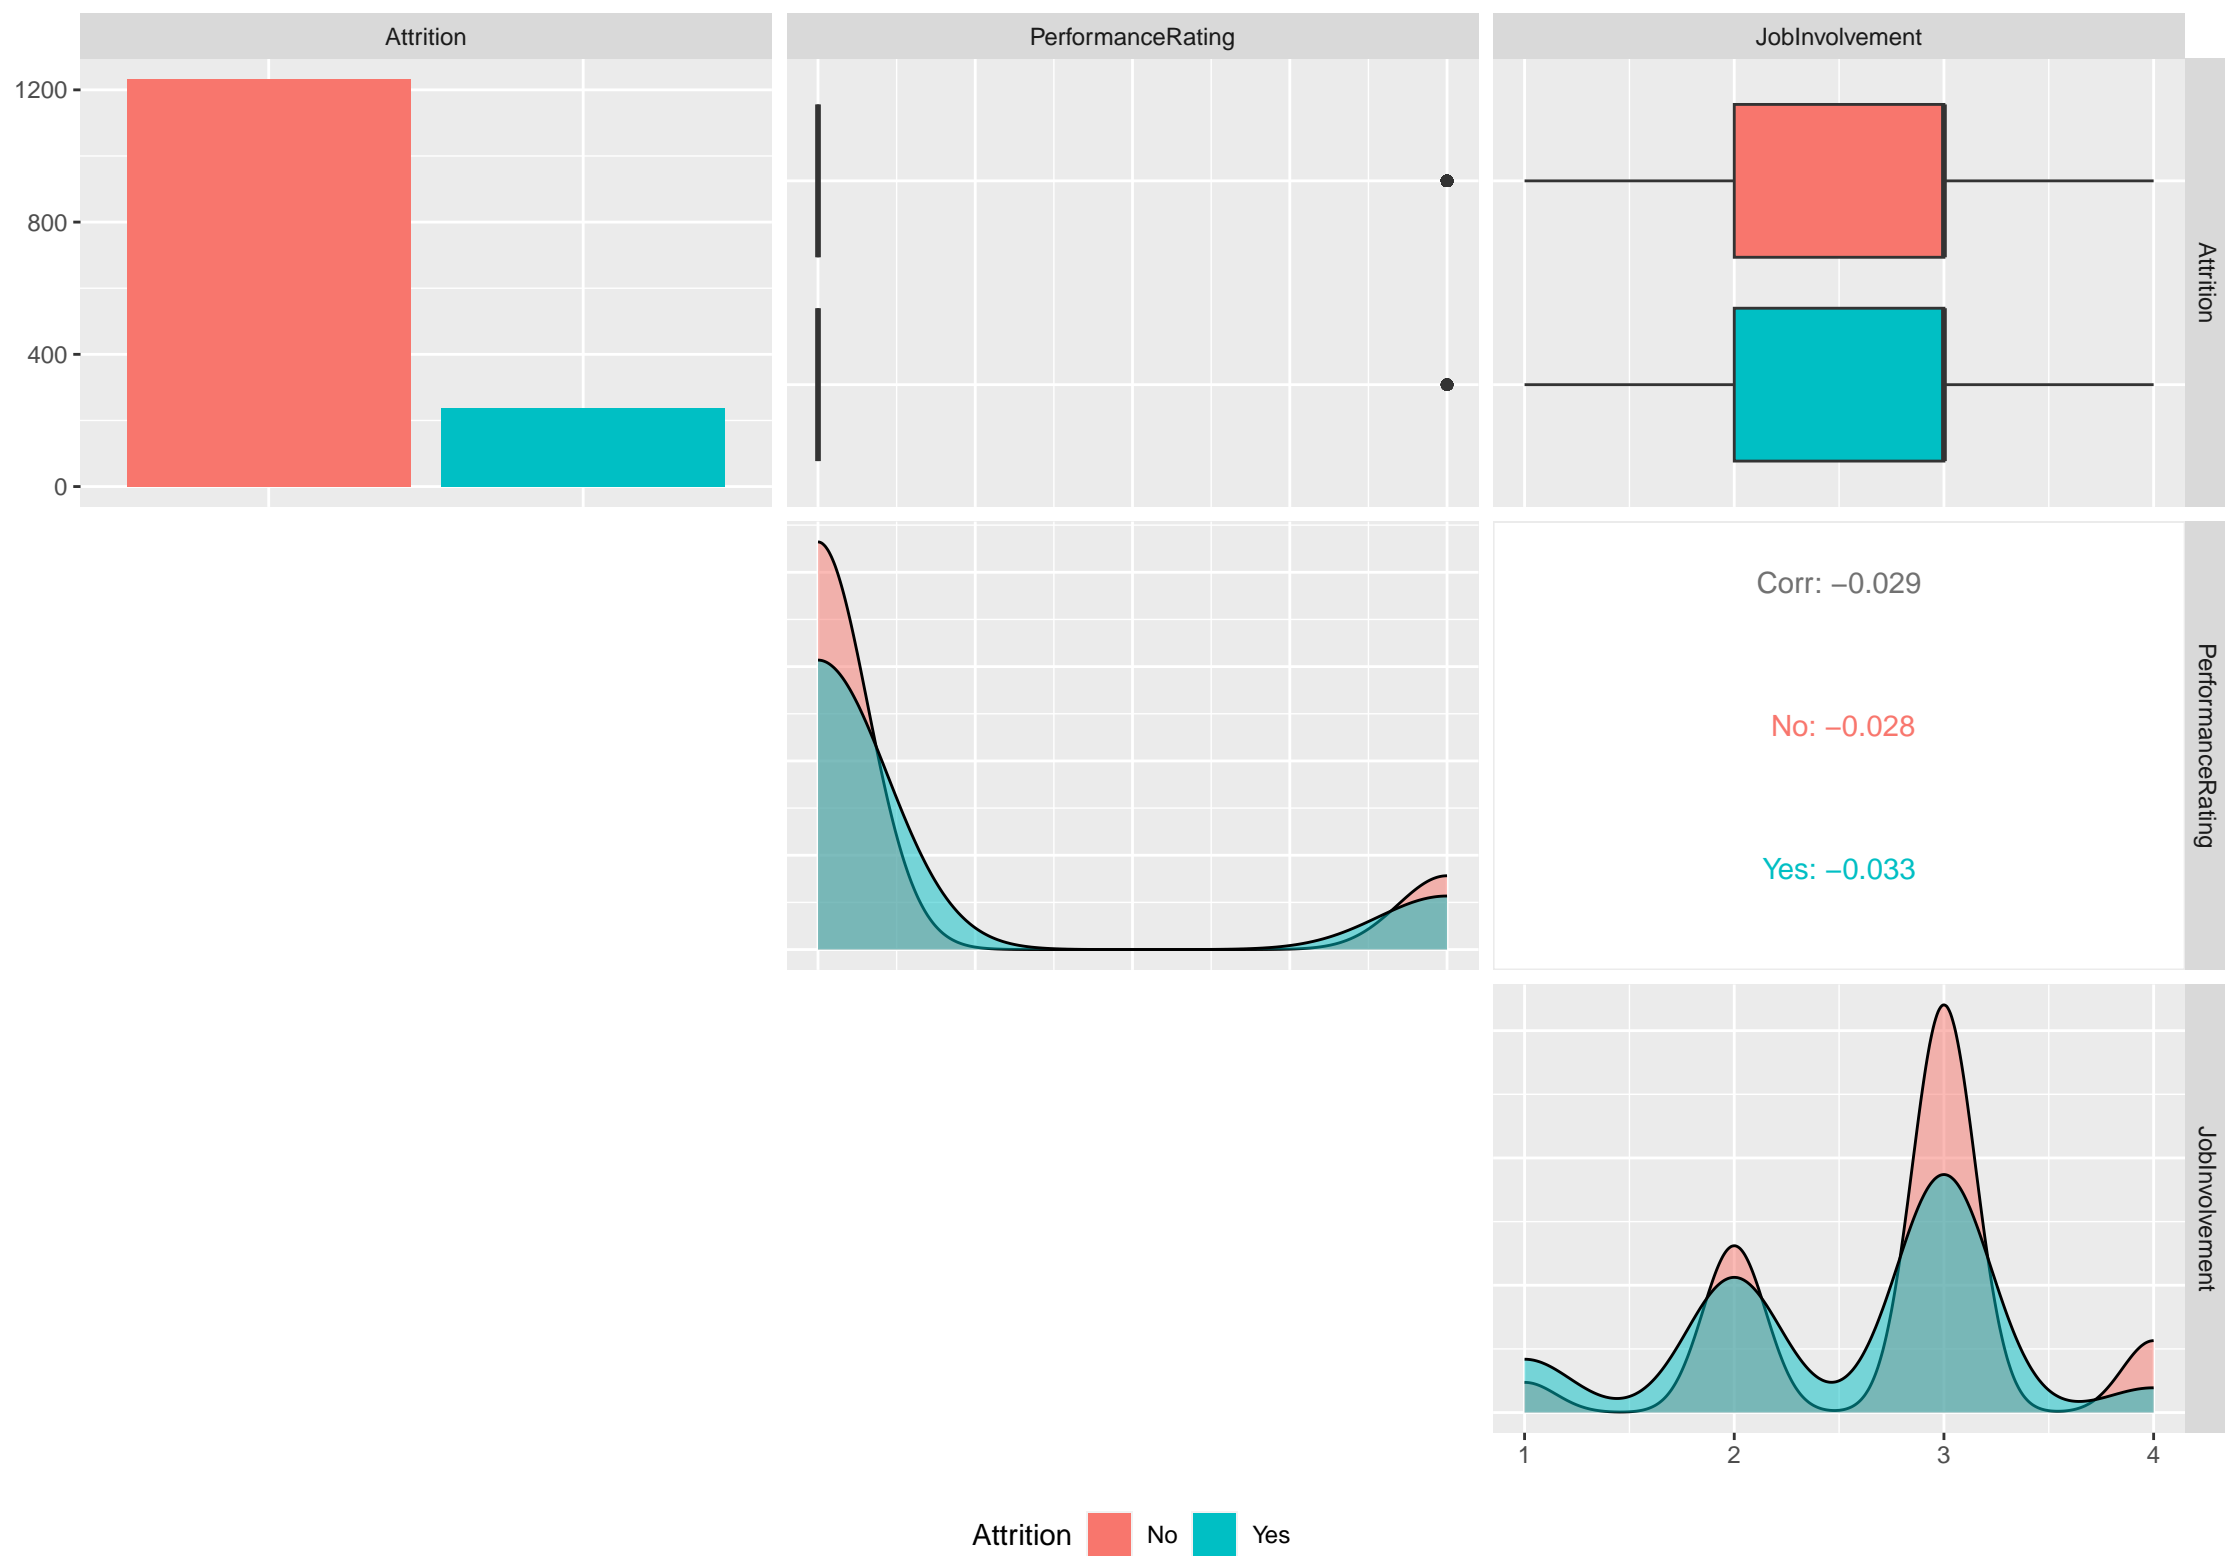 Attrition
PerformanceRating
JobInvolvement
1200
800
400
0
Attrition
Corr: −0.029
No: −0.028
Yes: −0.033
PerformanceRating
JobInvolvement
1 2 3 4
Attrition No Yes